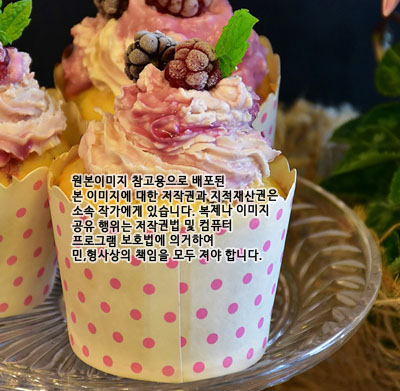 원본이미지 참고용으로 배포된
본 이미지에 대한 저작권과 지적재산권은
소속 작가에게 있습니다. 복제나 이미지
공유 행위는 저작권법 및 컴퓨터
프로그램 보호법에 의거하여
민,형사상의 책임을 모두 져야 합니다.